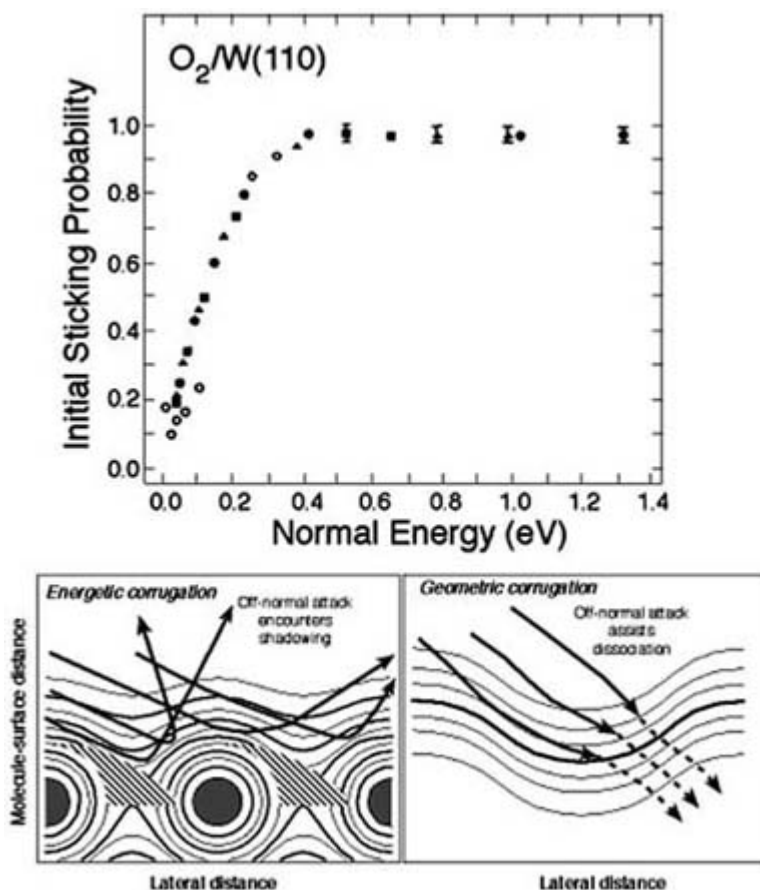 O2/W(110)
Initial Sticking Probability
1.0
0.8
0.6
0.4
0.2
0.0
0.0 0.2 0.4 0.6 0.8 1.0 1.2 1.4
Normal Energy (eV)
Energetic corrugation
Off-normal attack
encounters
shadowing
Molecule-surface distance
Lateral distance
Geometric corrugation
Off-normal attack
assists
dissociation
Lateral distance